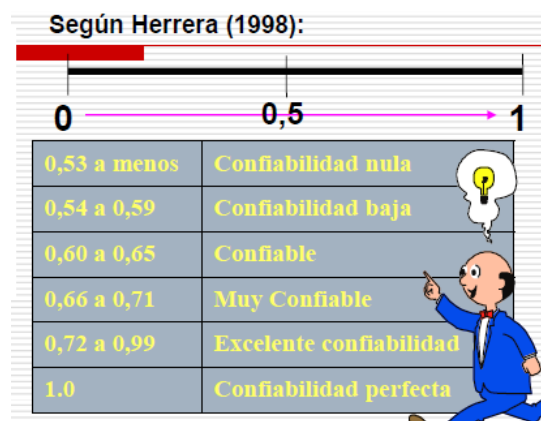 Según Herrera (1998):
0 0,5 1
0,53 a menos Confiabilidad nula
0,54 a 0,59 Confiabilidad baja
0,60 a 0,65 Confiable
0,66 a 0,71 Muy Confiable
0,72 a 0,99 Excelente confiabilidad
1.0 Confiabilidad perfecta